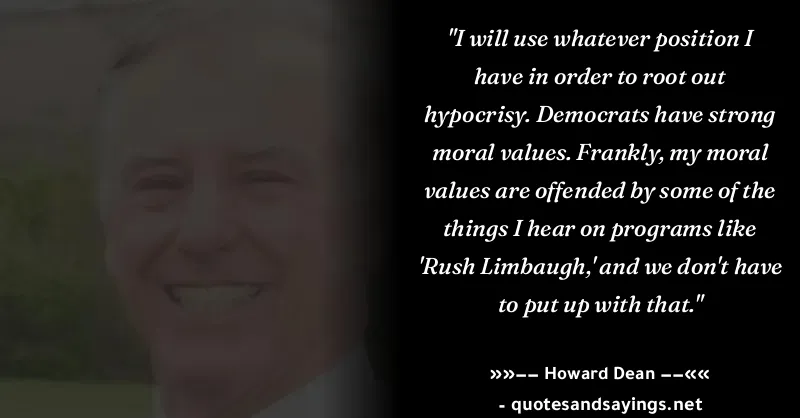 "I will use whatever position I
have in order to root out
hypocrisy. Democrats have strong
moral values. Frankly, my moral
values are offended by some of the
things I hear on programs like
'Rush Limbaugh,' and we don't have
to put up with that."
»»−− Howard Dean −−««
- quotesandsayings.net